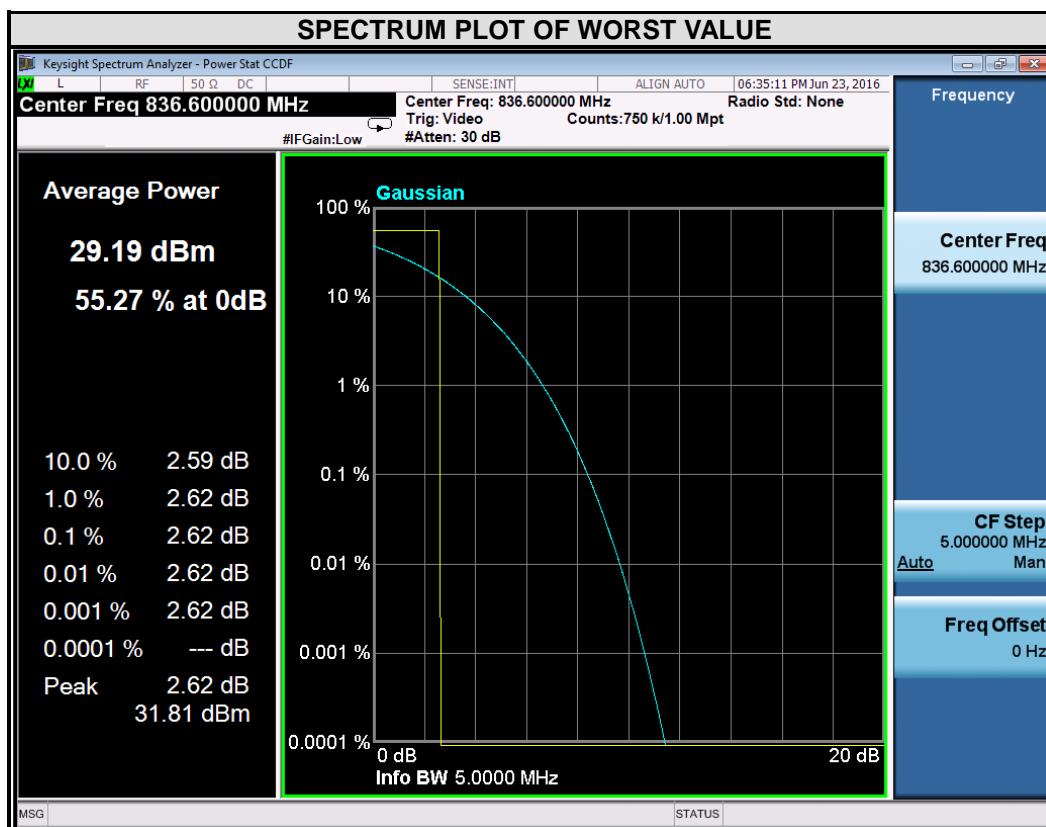 SPECTRUM PLOT OF WORST VALUE
Keysight Spectrum Analyzer - Power Stat CCDF
LXI L RF 50 Ω DC SENSE:INT ALIGN AUTO 06:35:11 PM Jun 23, 2016
Center Freq 836.600000 MHz
#IFGain:Low
Center Freq: 836.600000 MHz Radio Std: None
Trig: Video Counts:750 k/1.00 Mpt
#Atten: 30 dB
Average Power
29.19 dBm
55.27 % at 0dB
10.0 % 2.59 dB
1.0 % 2.62 dB
0.1 % 2.62 dB
0.01 % 2.62 dB
0.001 % 2.62 dB
0.0001 % --- dB
Peak 2.62 dB
31.81 dBm
Gaussian
100 %
10 %
1 %
0.1 %
0.01 %
0.001 %
0.0001 %
0 dB 20 dB
Info BW 5.0000 MHz
Frequency
Center Freq
836.600000 MHz
CF Step
5.000000 MHz
Auto Man
Freq Offset
0 Hz
MSG STATUS